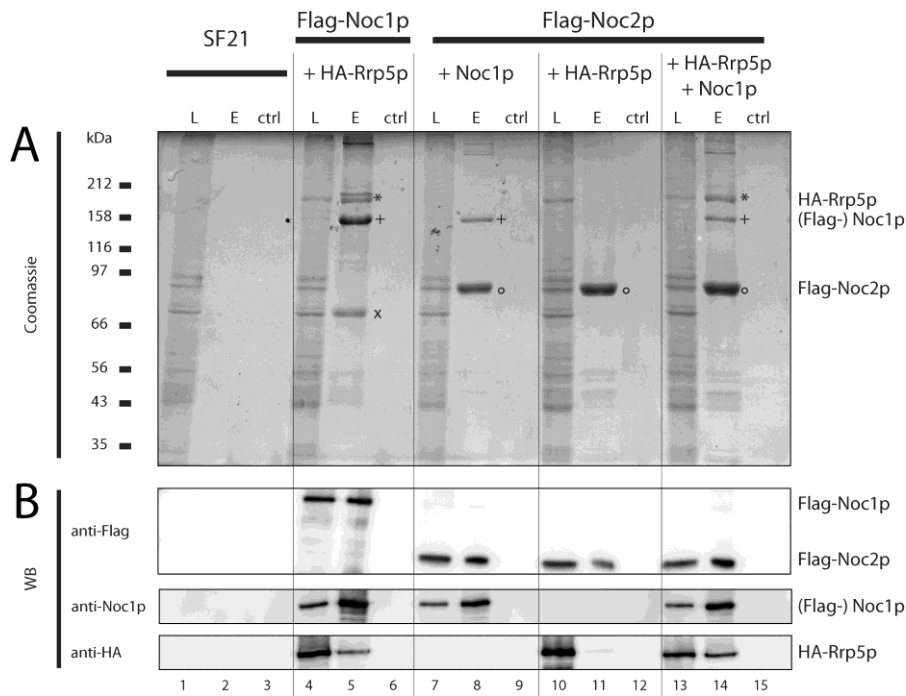 Flag-Noc1p
Flag-Noc2p
SF21
+ HA-Rrp5p
+ Noc1p
+ HA-Rrp5p
+ HA-Rrp5p
+ Noc1p
L E ctrl L E ctrl L E ctrl L E ctrl L E ctrl
A
kDa
212
158
116
97
66
56
43
35
Coomassie
*
+
x
+
o
o
*
+
o
HA-Rrp5p
(Flag-) Noc1p
Flag-Noc2p
B
WB
anti-Flag
Flag-Noc1p
Flag-Noc2p
anti-Noc1p
(Flag-) Noc1p
anti-HA
HA-Rrp5p
1 2 3 4 5 6 7 8 9 10 11 12 13 14 15